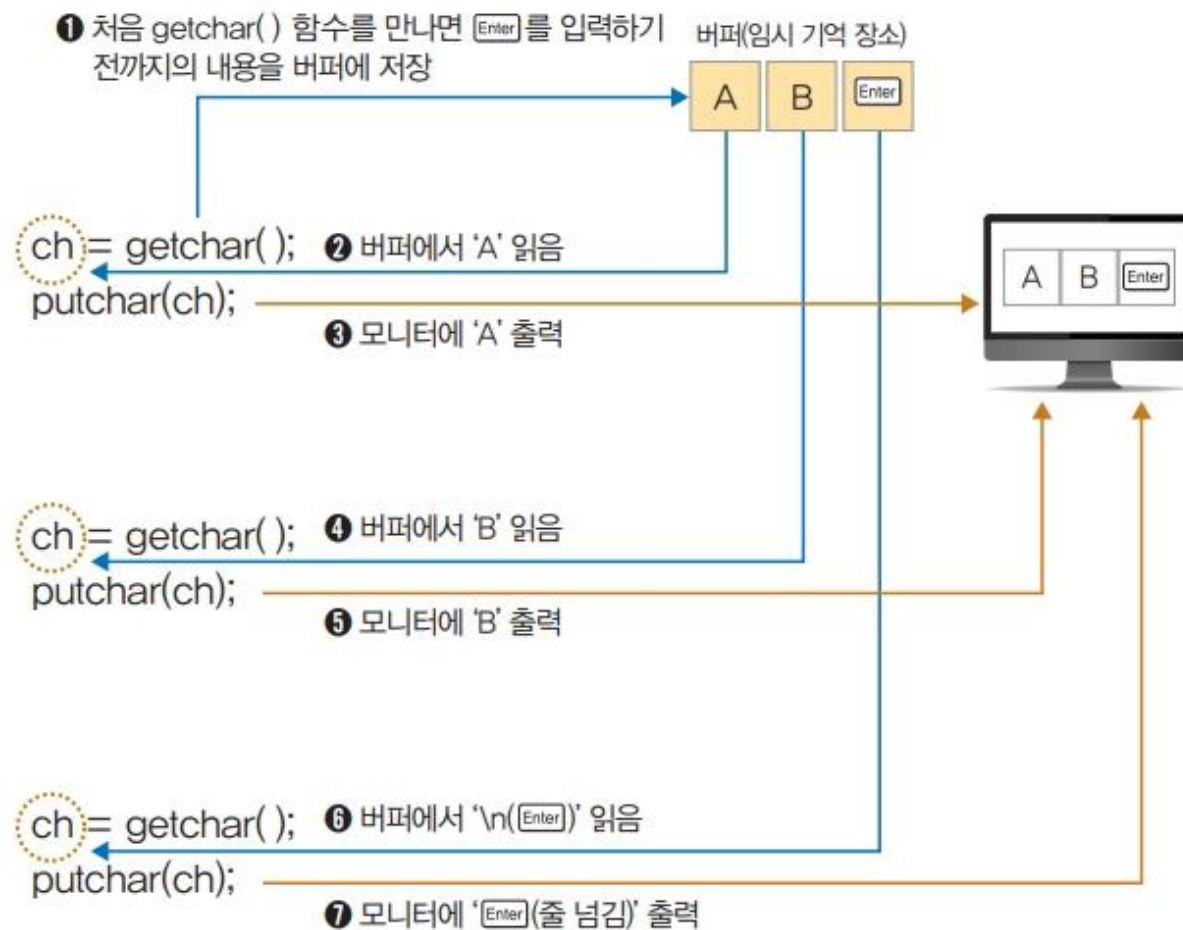 ❶ 처음 getchar( ) 함수를 만나면 Enter를 입력하기
전까지의 내용을 버퍼에 저장
버퍼(임시 기억 장소)
A B Enter
ch = getchar( ); ❷ 버퍼에서 ‘A’ 읽음
putchar(ch);
❸ 모니터에 ‘A’ 출력
A B Enter
ch = getchar( ); ❹ 버퍼에서 ‘B’ 읽음
putchar(ch);
❺ 모니터에 ‘B’ 출력
ch = getchar( ); ❻ 버퍼에서 ‘\n(Enter)’ 읽음
putchar(ch);
❼ 모니터에 ‘Enter(줄 넘김)’ 출력